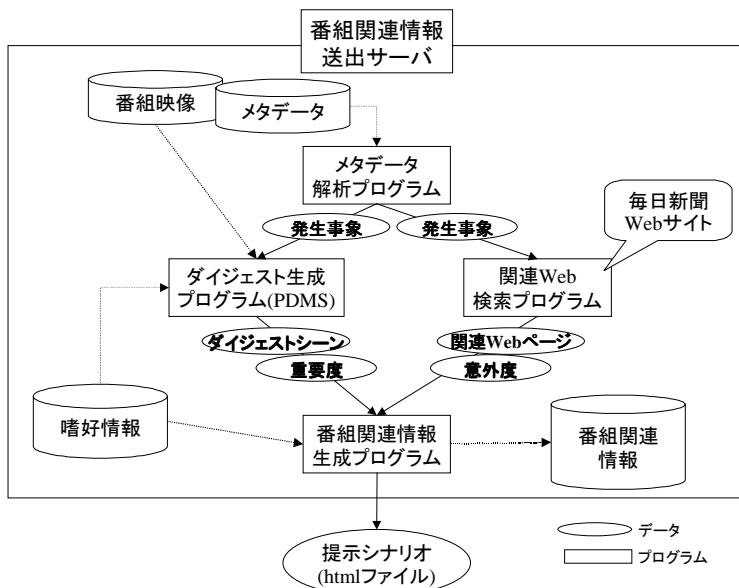 番組関連情報
送出サーバ
番組映像
メタデータ
メタデータ
解析プログラム
毎日新聞
Webサイト
発生事象
発生事象
ダイジェスト生成
プログラム(PDMS)
関連Web
検索プログラム
ダイジェストシーン
関連Webページ
重要度
意外度
嗜好情報
番組関連情報
生成プログラム
番組関連
情報
提示シナリオ
(htmlファイル)
データ
プログラム